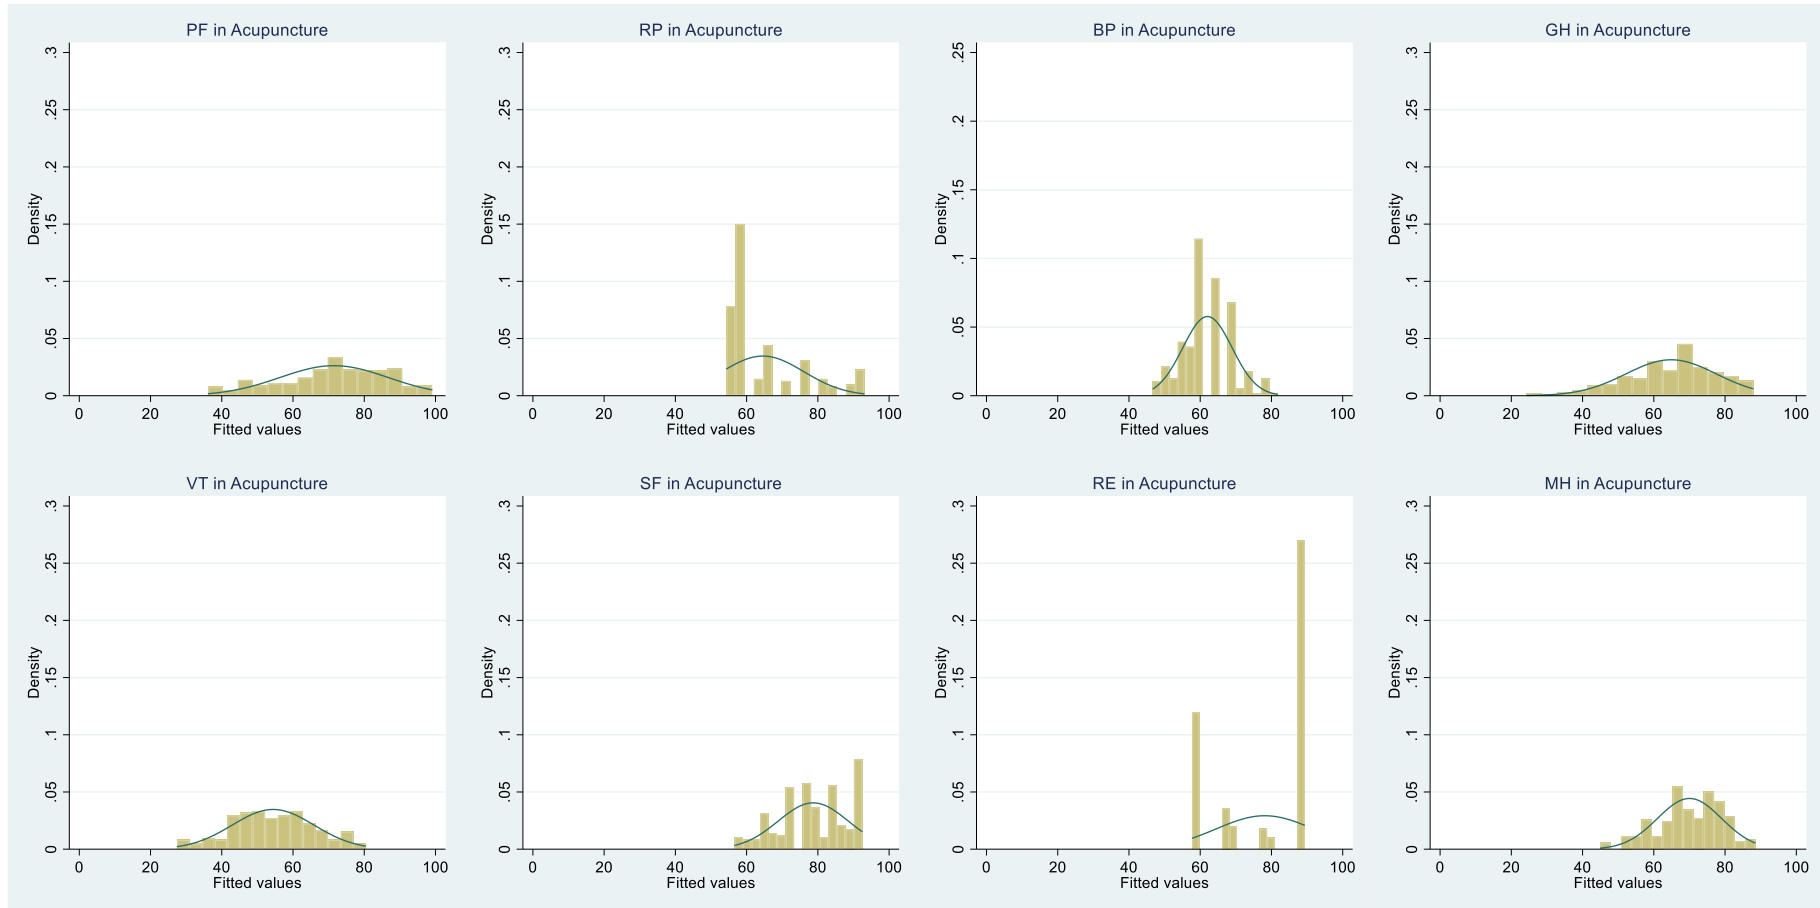 PF in Acupuncture
.3
.25
.2
.15
.1
.05
0
Density
0 20 40 60 80 100
Fitted values
RP in Acupuncture
.3
.25
.2
.15
.1
.05
0
Density
0 20 40 60 80 100
Fitted values
BP in Acupuncture
.25
.2
.15
.1
.05
0
Density
0 20 40 60 80 100
Fitted values
GH in Acupuncture
.3
.25
.2
.15
.1
.05
0
Density
0 20 40 60 80 100
Fitted values
VT in Acupuncture
.3
.25
.2
.15
.1
.05
0
Density
0 20 40 60 80 100
Fitted values
SF in Acupuncture
.3
.25
.2
.15
.1
.05
0
Density
0 20 40 60 80 100
Fitted values
RE in Acupuncture
.3
.25
.2
.15
.1
.05
0
Density
0 20 40 60 80 100
Fitted values
MH in Acupuncture
.3
.25
.2
.15
.1
.05
0
Density
0 20 40 60 80 100
Fitted values